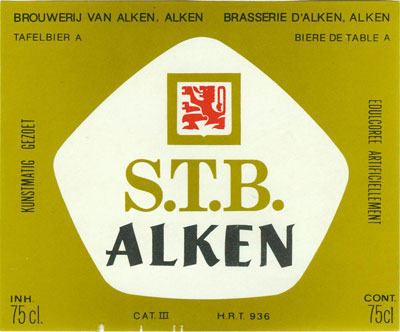 BROUWERIJ VAN ALKEN, ALKEN
BRASSERIE D'ALKEN, ALKEN
TAFELBIER A
BIERE DE TABLE A
KUNSTMATIG GEZOET
EDULCOREE ARTIFICIELLEMENT
S.T.B.
ALKEN
INH.
75 cl.
CAT. III
H.R.T. 936
CONT.
75cl